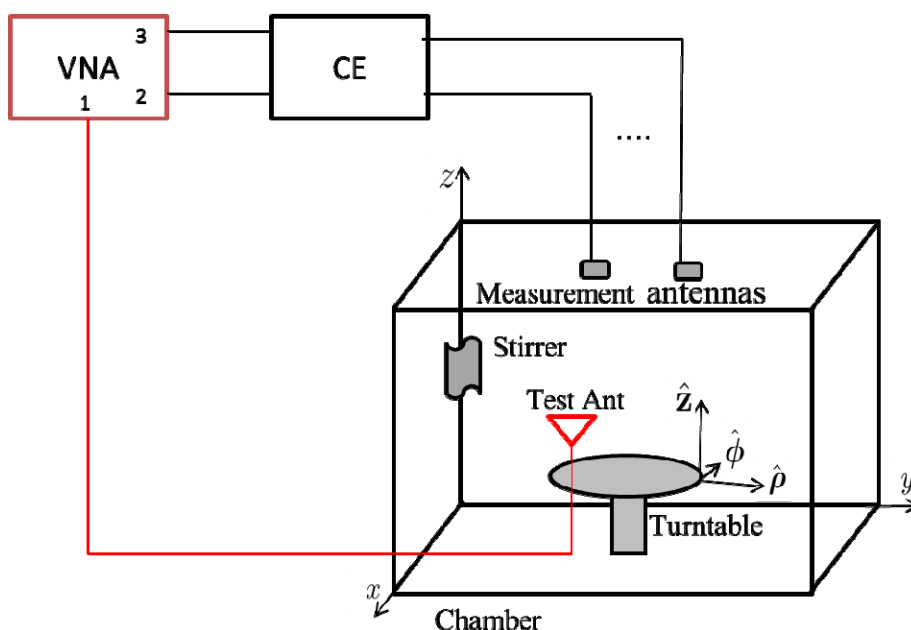 3
VNA
CE
1
2
....
z
Measurement antennas
Stirrer
Test Ant
ẑ
ϕ̂
ρ̂
y
Turntable
x
Chamber